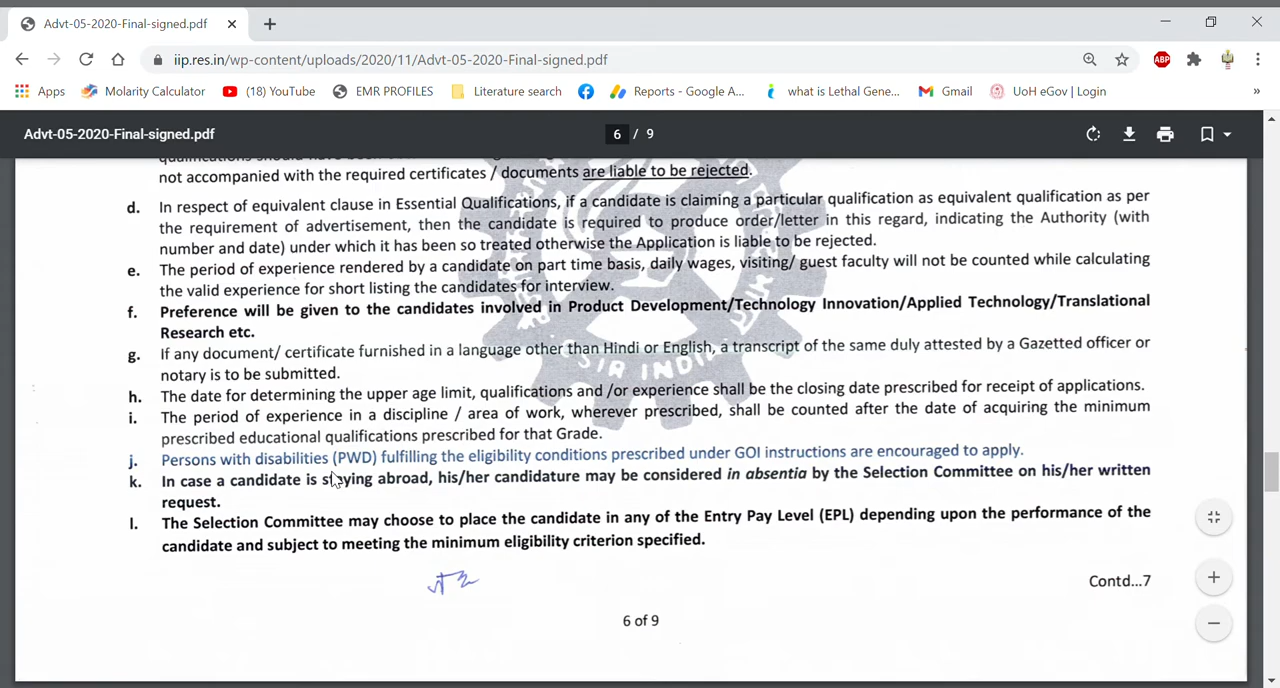 Advt-05-2020-Final-signed.pdf
iip.res.in/wp-content/uploads/2020/11/Advt-05-2020-Final-signed.pdf
ABP
Apps Molarity Calculator (18) YouTube EMR PROFILES Literature search Reports - Google A... what is Lethal Gene... Gmail UoH eGov | Login »
Advt-05-2020-Final-signed.pdf 6 / 9
not accompanied with the required certificates / documents are liable to be rejected.
d. In respect of equivalent clause in Essential Qualifications, if a candidate is claiming a particular qualification as equivalent qualification as per
the requirement of advertisement, then the candidate is required to produce order/letter in this regard, indicating the Authority (with
number and date) under which it has been so treated otherwise the Application is liable to be rejected.
e. The period of experience rendered by a candidate on part time basis, daily wages, visiting/ guest faculty will not be counted while calculating
the valid experience for short listing the candidates for interview.
f. Preference will be given to the candidates involved in Product Development/Technology Innovation/Applied Technology/Translational
Research etc.
g. If any document/ certificate furnished in a language other than Hindi or English, a transcript of the same duly attested by a Gazetted officer or
notary is to be submitted.
h. The date for determining the upper age limit, qualifications and /or experience shall be the closing date prescribed for receipt of applications.
i. The period of experience in a discipline / area of work, wherever prescribed, shall be counted after the date of acquiring the minimum
prescribed educational qualifications prescribed for that Grade.
j. Persons with disabilities (PWD) fulfilling the eligibility conditions prescribed under GOI instructions are encouraged to apply.
k. In case a candidate is staying abroad, his/her candidature may be considered in absentia by the Selection Committee on his/her written
request.
l. The Selection Committee may choose to place the candidate in any of the Entry Pay Level (EPL) depending upon the performance of the
candidate and subject to meeting the minimum eligibility criterion specified.
CSIR INDIA
Contd...7
6 of 9